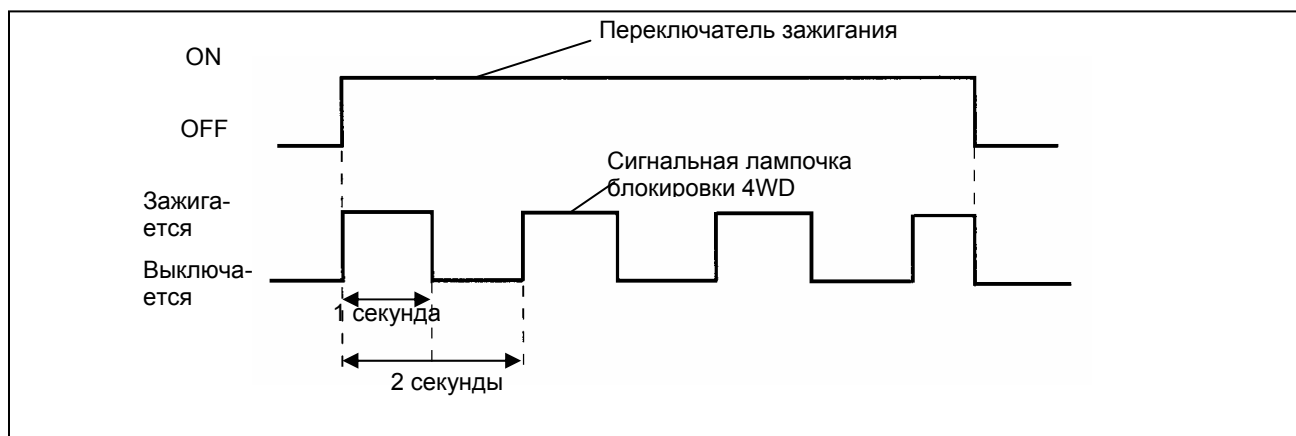 Переключатель зажигания
ON
OFF
Сигнальная лампочка
блокировки 4WD
Зажига-
ется
Выключа-
ется
1 секунда
2 секунды